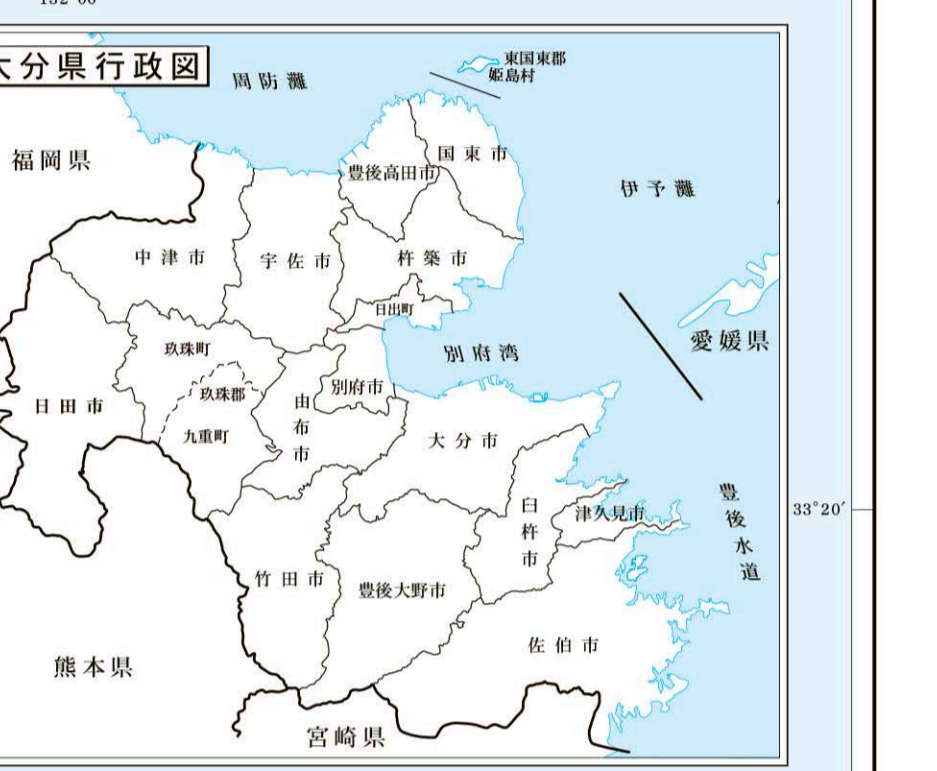 132°00′
大分県行政図
東国東郡
姫島村
周防灘
福岡県
国東市
豊後高田市
伊予灘
中津市
宇佐市
杵築市
日出町
愛媛県
玖珠町
別府湾
別府市
玖珠郡
日田市
由布市
九重町
大分市
豊後水道
33°20′
臼杵市
津久見市
竹田市
豊後大野市
佐伯市
熊本県
宮崎県